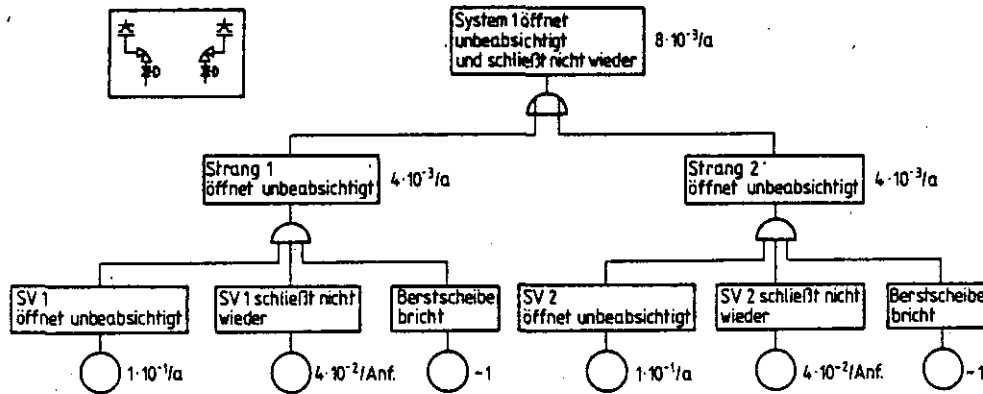 System 1 öffnet
unbeabsichtigt
und schließt nicht wieder
8·10⁻³/a
D
D
Strang 1
öffnet unbeabsichtigt
4·10⁻³/a
Strang 2
öffnet unbeabsichtigt
4·10⁻³/a
SV 1
öffnet unbeabsichtigt
SV 1 schließt nicht
wieder
Berstscheibe
bricht
SV 2
öffnet unbeabsichtigt
SV 2 schließt nicht
wieder
Berstscheibe
bricht
1·10⁻¹/a
4·10⁻²/Anf.
~1
1·10⁻¹/a
4·10⁻²/Anf.
~1